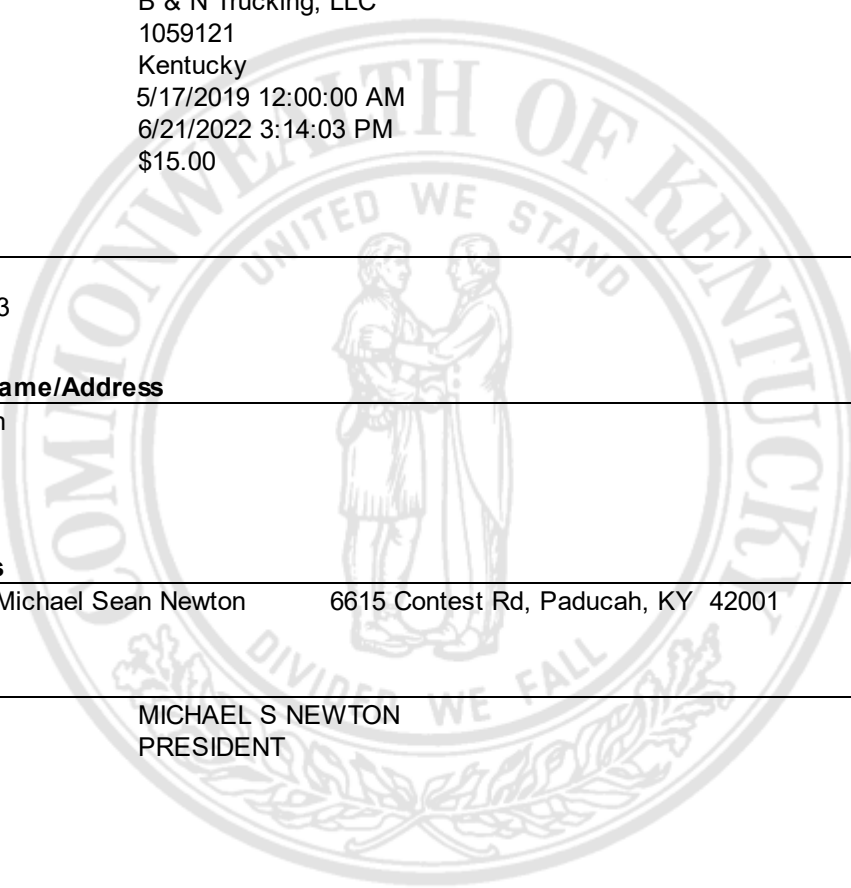 B & N Trucking, LLC
1059121
Kentucky
5/17/2019 12:00:00 AM
6/21/2022 3:14:03 PM
$15.00
3
ame/Address
n
s
Michael Sean Newton 6615 Contest Rd, Paducah, KY 42001
MICHAEL S NEWTON
PRESIDENT
COMMONWEALTH OF KENTUCKY
UNITED WE STAND
DIVIDED WE FALL